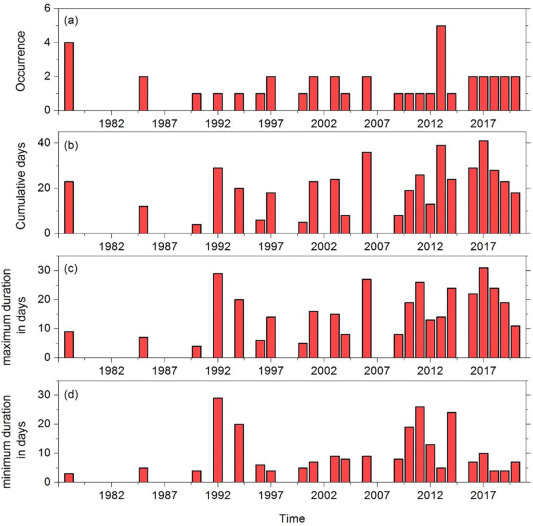 (a)
Occurrence
6
4
2
0
1982 1987 1992 1997 2002 2007 2012 2017
(b)
Cumulative days
40
20
0
1982 1987 1992 1997 2002 2007 2012 2017
(c)
maximum duration
in days
30
20
10
0
1982 1987 1992 1997 2002 2007 2012 2017
(d)
minimum duration
in days
30
20
10
0
1982 1987 1992 1997 2002 2007 2012 2017
Time